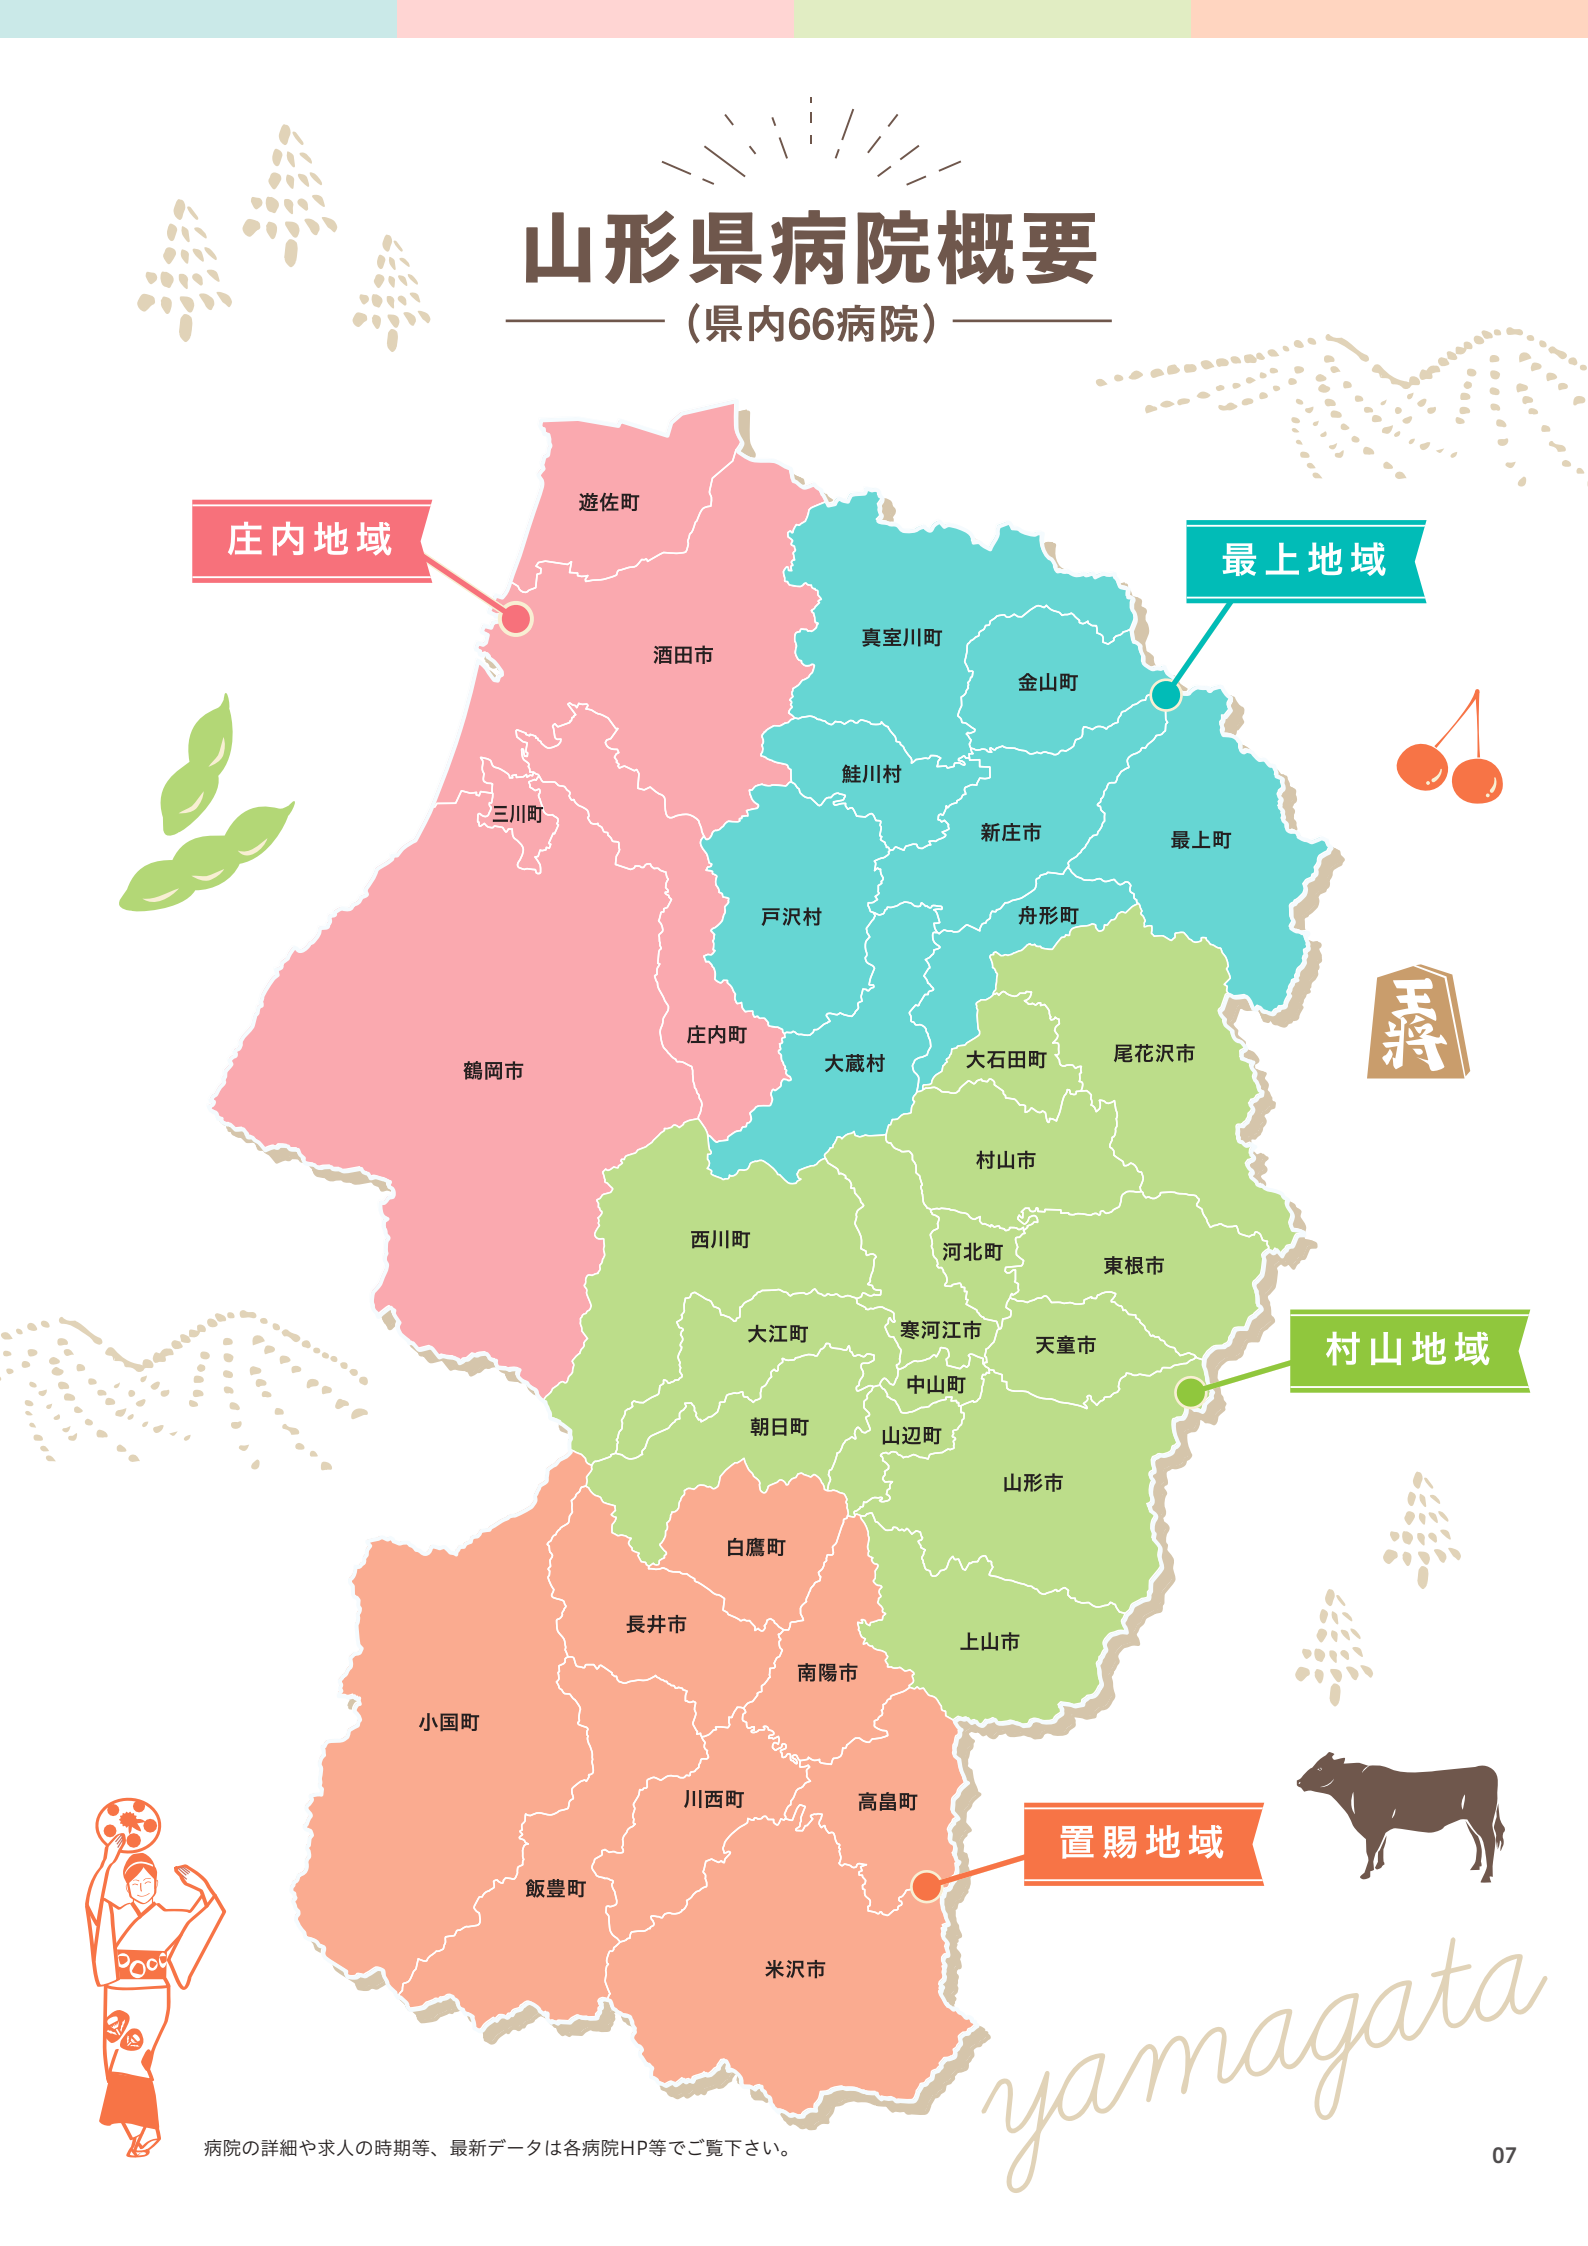 山形県病院概要
（県内66病院）
遊佐町
庄内地域
最上地域
真室川町
酒田市
金山町
鮭川村
三川町
新庄市
最上町
戸沢村
舟形町
王将
庄内町
大蔵村
大石田町
尾花沢市
鶴岡市
村山市
西川町
河北町
東根市
大江町
寒河江市
天童市
村山地域
中山町
朝日町
山辺町
山形市
白鷹町
長井市
上山市
南陽市
小国町
川西町
高畠町
置賜地域
飯豊町
米沢市
yamagata
病院の詳細や求人の時期等、最新データは各病院HP等でご覧下さい。
07